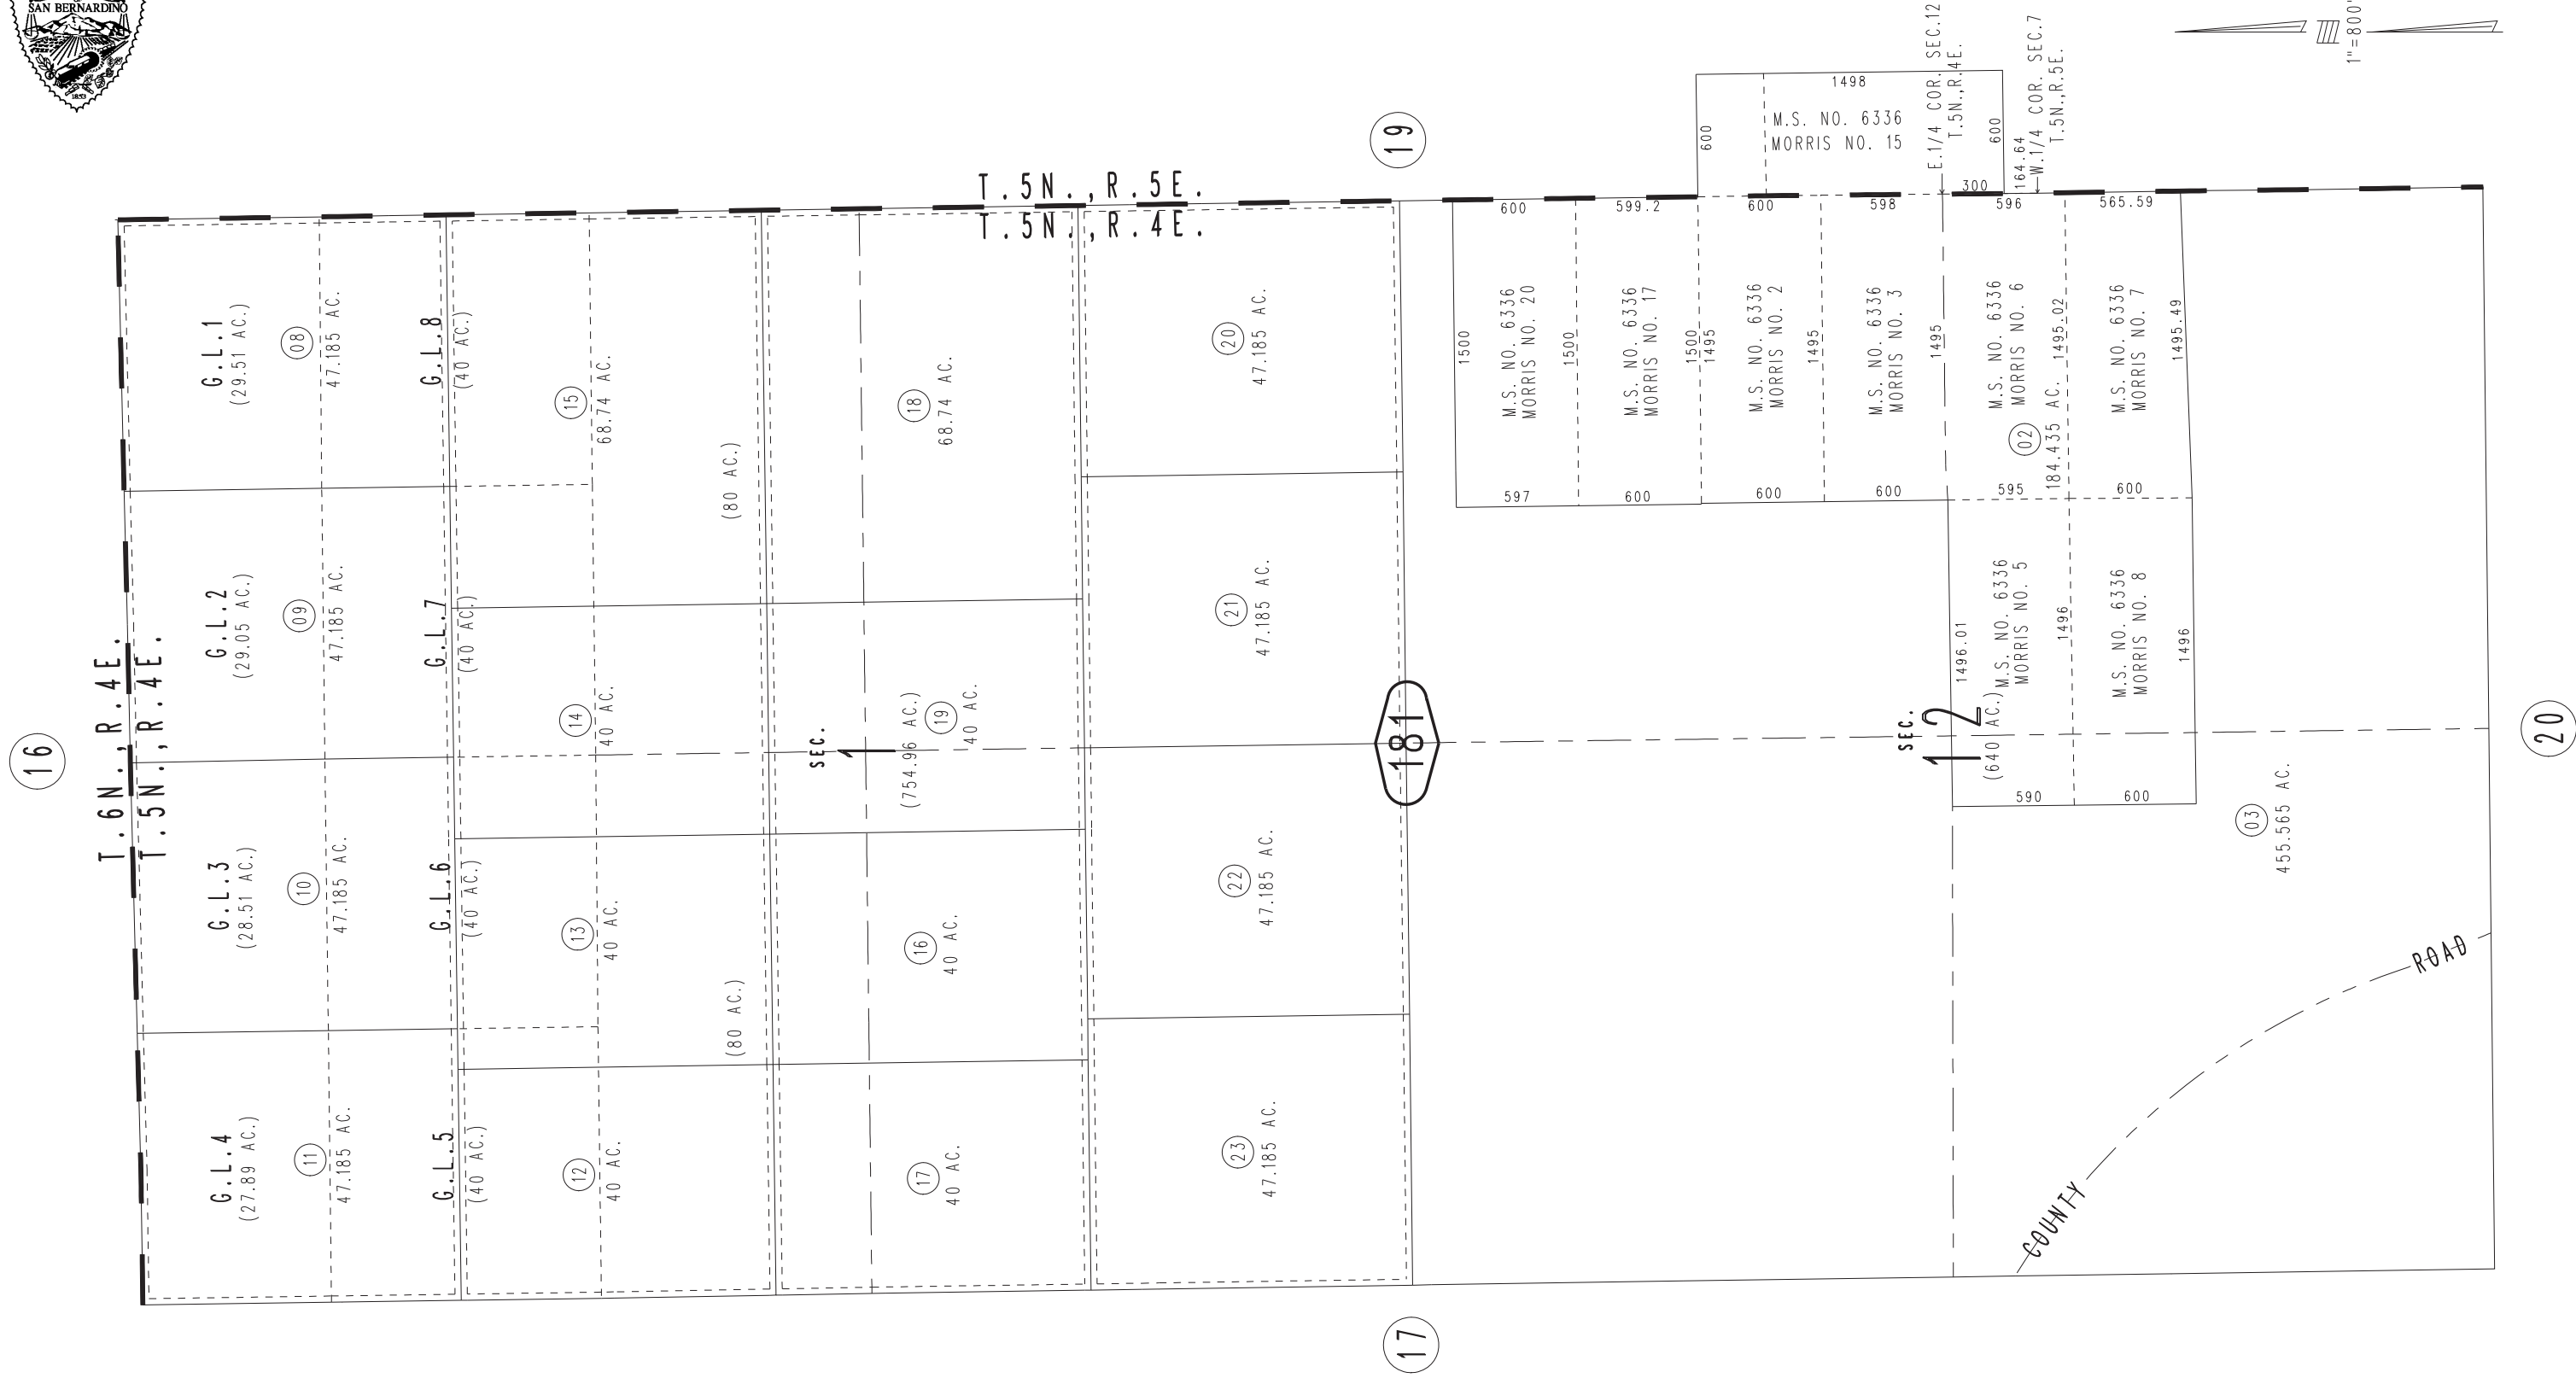 SAN BERNARDINO
1853
16
T.6N.,R.4E.
T.5N.,R.4E.
19
T.5N.,R.5E.
T.5N.,R.4E.
17
20
1"=800'
G.L.4
(27.89 AC.)
11
47.185 AC.
G.L.3
(28.51 AC.)
10
47.185 AC.
G.L.2
(29.05 AC.)
09
47.185 AC.
G.L.1
(29.51 AC.)
08
47.185 AC.
G.L.5
(40 AC.)
G.L.6
(40 AC.)
G.L.7
(40 AC.)
G.L.8
(40 AC.)
12
40 AC.
13
40 AC.
14
40 AC.
15
68.74 AC.
(80 AC.)
(80 AC.)
SEC.
1
(754.96 AC.)
17
40 AC.
16
40 AC.
19
40 AC.
18
68.74 AC.
23
47.185 AC.
22
47.185 AC.
21
47.185 AC.
20
47.185 AC.
181
1500
M.S. NO. 6336
MORRIS NO. 20
600
597
1500
M.S. NO. 6336
MORRIS NO. 17
599.2
600
1500
1495
M.S. NO. 6336
MORRIS NO. 2
600
600
1495
M.S. NO. 6336
MORRIS NO. 3
598
600
1495
600
1498
M.S. NO. 6336
MORRIS NO. 15
600
300
E.1/4 COR. SEC.12
T.5N.,R.4E.
164.64
W.1/4 COR. SEC.7
T.5N.,R.5E.
596
M.S. NO. 6336
MORRIS NO. 6
595
02
184.435 AC.
1495.02
565.59
M.S. NO. 6336
MORRIS NO. 7
600
1495.49
SEC.
12
(640 AC.)
1496.01
M.S. NO. 6336
MORRIS NO. 5
590
1496
M.S. NO. 6336
MORRIS NO. 8
600
1496
03
455.565 AC.
COUNTY
ROAD